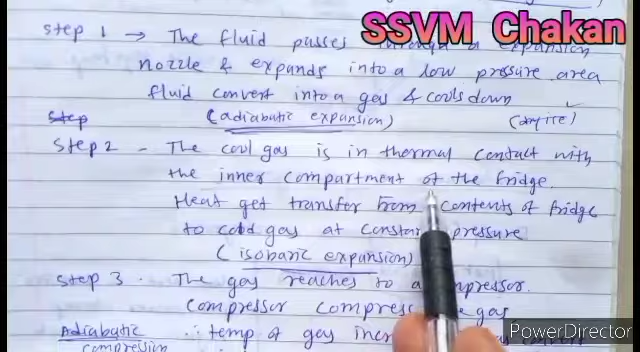 SSVM Chakan
step 1 → The fluid passes through a expansion
nozzle & expands into a low pressure area
fluid convert into a gas & cools down
(adiabatic expansion)
Step
Step 2 - The cool gas is in thermal contact with
the inner compartment of the fridge.
Heat get transfer from contents of fridge
to cold gas at constant pressure
(isobaric expansion)
Step 3. The gas reaches to a compressor.
compressor compress gas
Adiabatic ∴ temp of gas
compression
PowerDirector